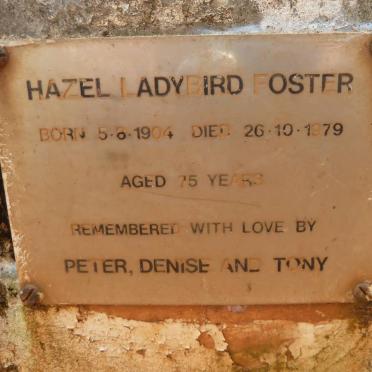 HAZEL LADYBIRD FOSTER
BORN 5·8·1904 DIED 26·10·1979
AGED 75 YEARS
REMEMBERED WITH LOVE BY
PETER, DENISE AND TONY